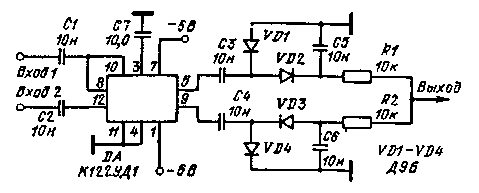 C1
10н
C7
10,0
-5в
Вход 1
10
3
7
8
12
Вход 2
C2
10н
11
4
1
DA
К122УД1
-6в
C3
10н
9
C4
10н
VD1
VD2
VD3
VD4
C5
10н
C6
10н
R1
10к
R2
10к
Выход
VD1-VD4
Д9Б